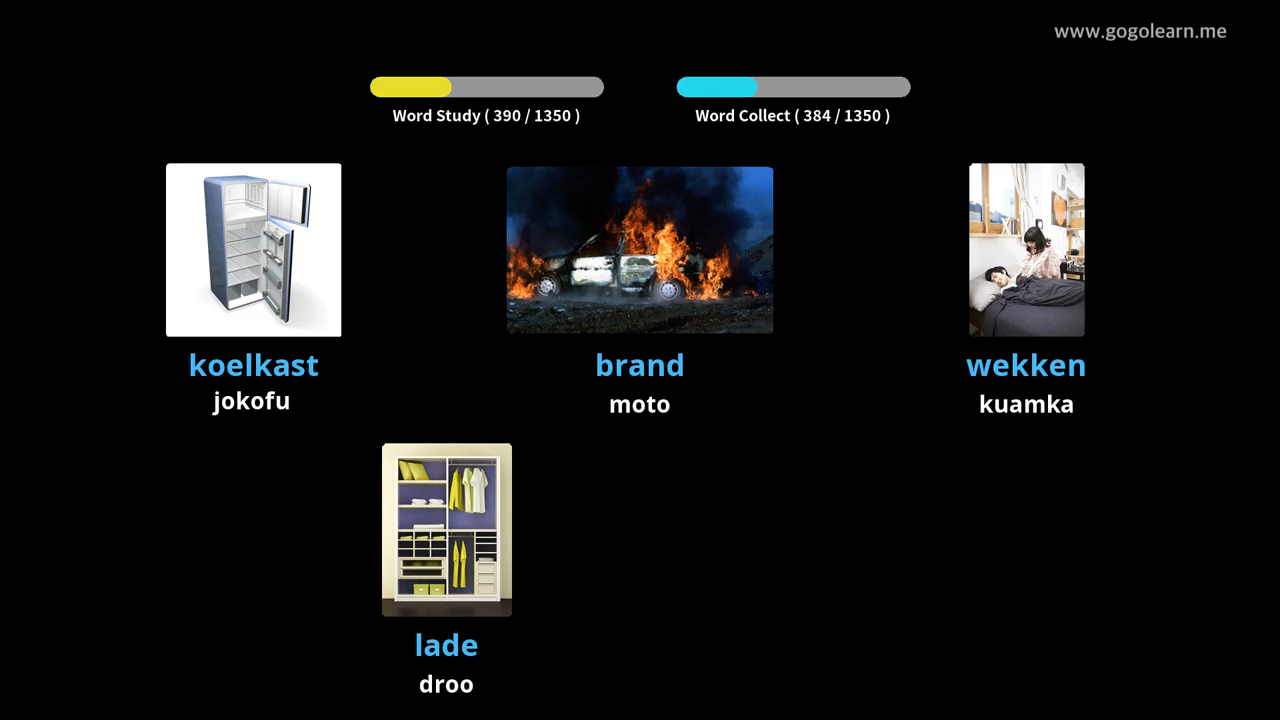 www.gogolearn.me
Word Study ( 390 / 1350 )
Word Collect ( 384 / 1350 )
koelkast
jokofu
brand
moto
wekken
kuamka
lade
droo